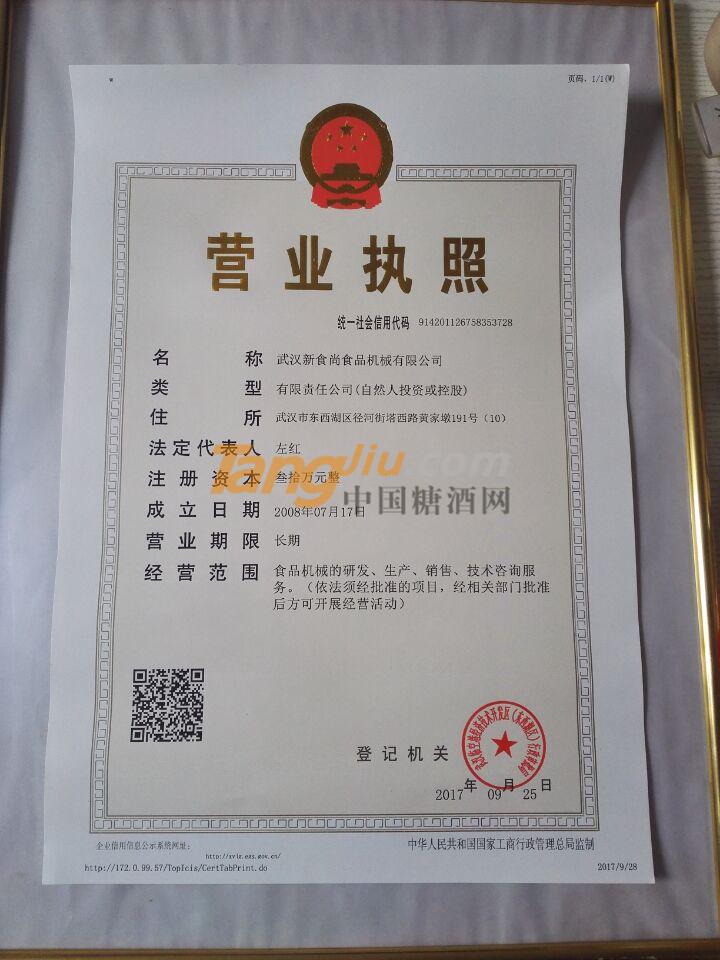 页码：1/1(W)
营业执照
统一社会信用代码 914201126758353728
名称 武汉新食尚食品机械有限公司
类型 有限责任公司(自然人投资或控股)
住所 武汉市东西湖区径河街塔西路黄家墩191号（10）
法定代表人 左红
注册资本 叁拾万元整
TangJiu.com
中国糖酒网
成立日期 2008年07月17日
营业期限 长期
经营范围 食品机械的研发、生产、销售、技术咨询服
务。（依法须经批准的项目，经相关部门批准
后方可开展经营活动）
登记机关
2017年09月25日
企业信用信息公示系统网址：
中华人民共和国国家工商行政管理总局监制
http://172.0.99.57/TopIcis/CertTabPrint.do
2017/9/28